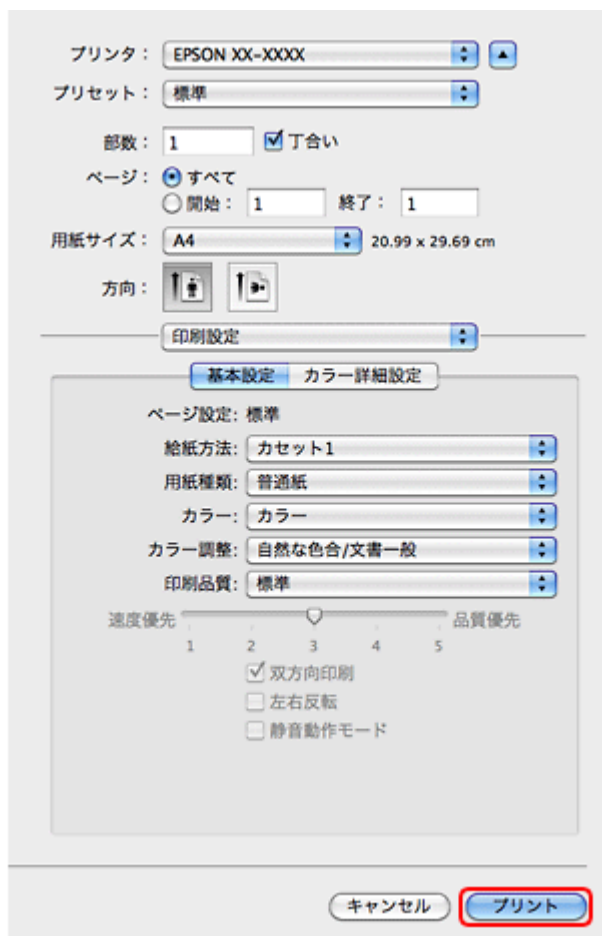 プリンタ： EPSON XX-XXXX
プリセット： 標準
部数： 1 丁合い
ページ： すべて
開始： 1 終了： 1
用紙サイズ： A4 20.99 x 29.69 cm
方向：
印刷設定
基本設定 カラー詳細設定
ページ設定: 標準
給紙方法: カセット1
用紙種類: 普通紙
カラー: カラー
カラー調整: 自然な色合/文書一般
印刷品質: 標準
速度優先 品質優先
1 2 3 4 5
双方向印刷
左右反転
静音動作モード
キャンセル プリント